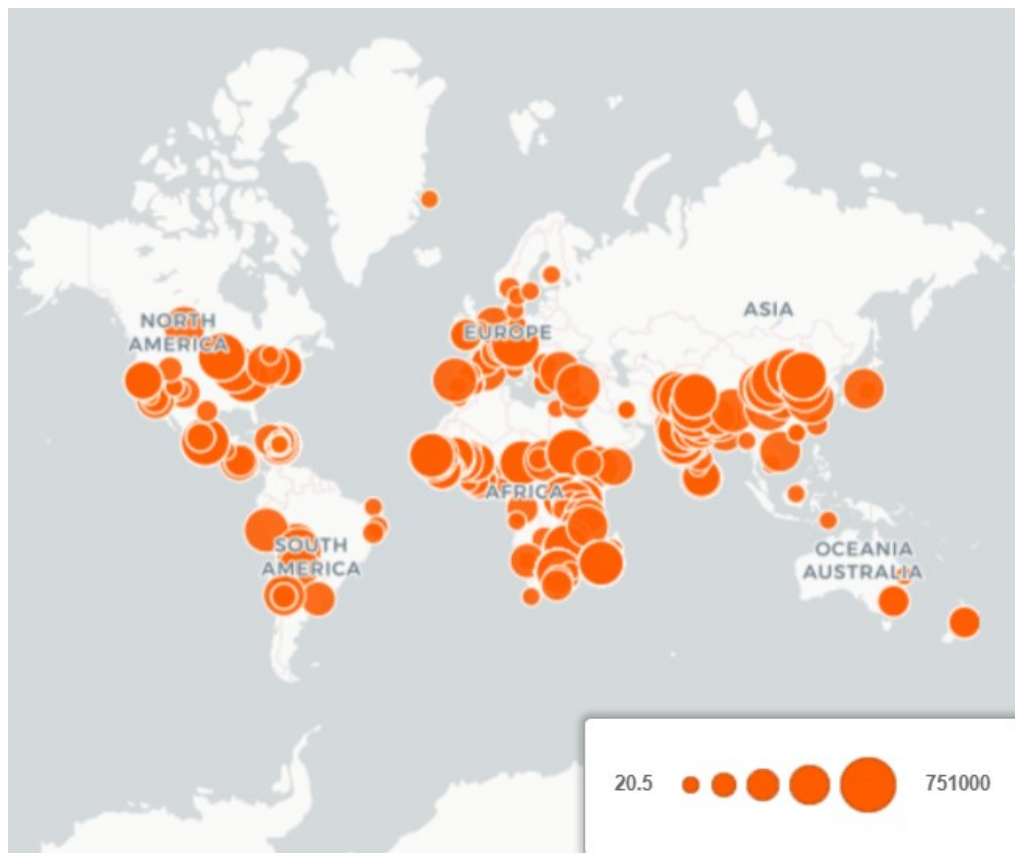 NORTH
AMERICA
EUROPE
ASIA
AFRICA
SOUTH
AMERICA
OCEANIA
AUSTRALIA
20.5
751000